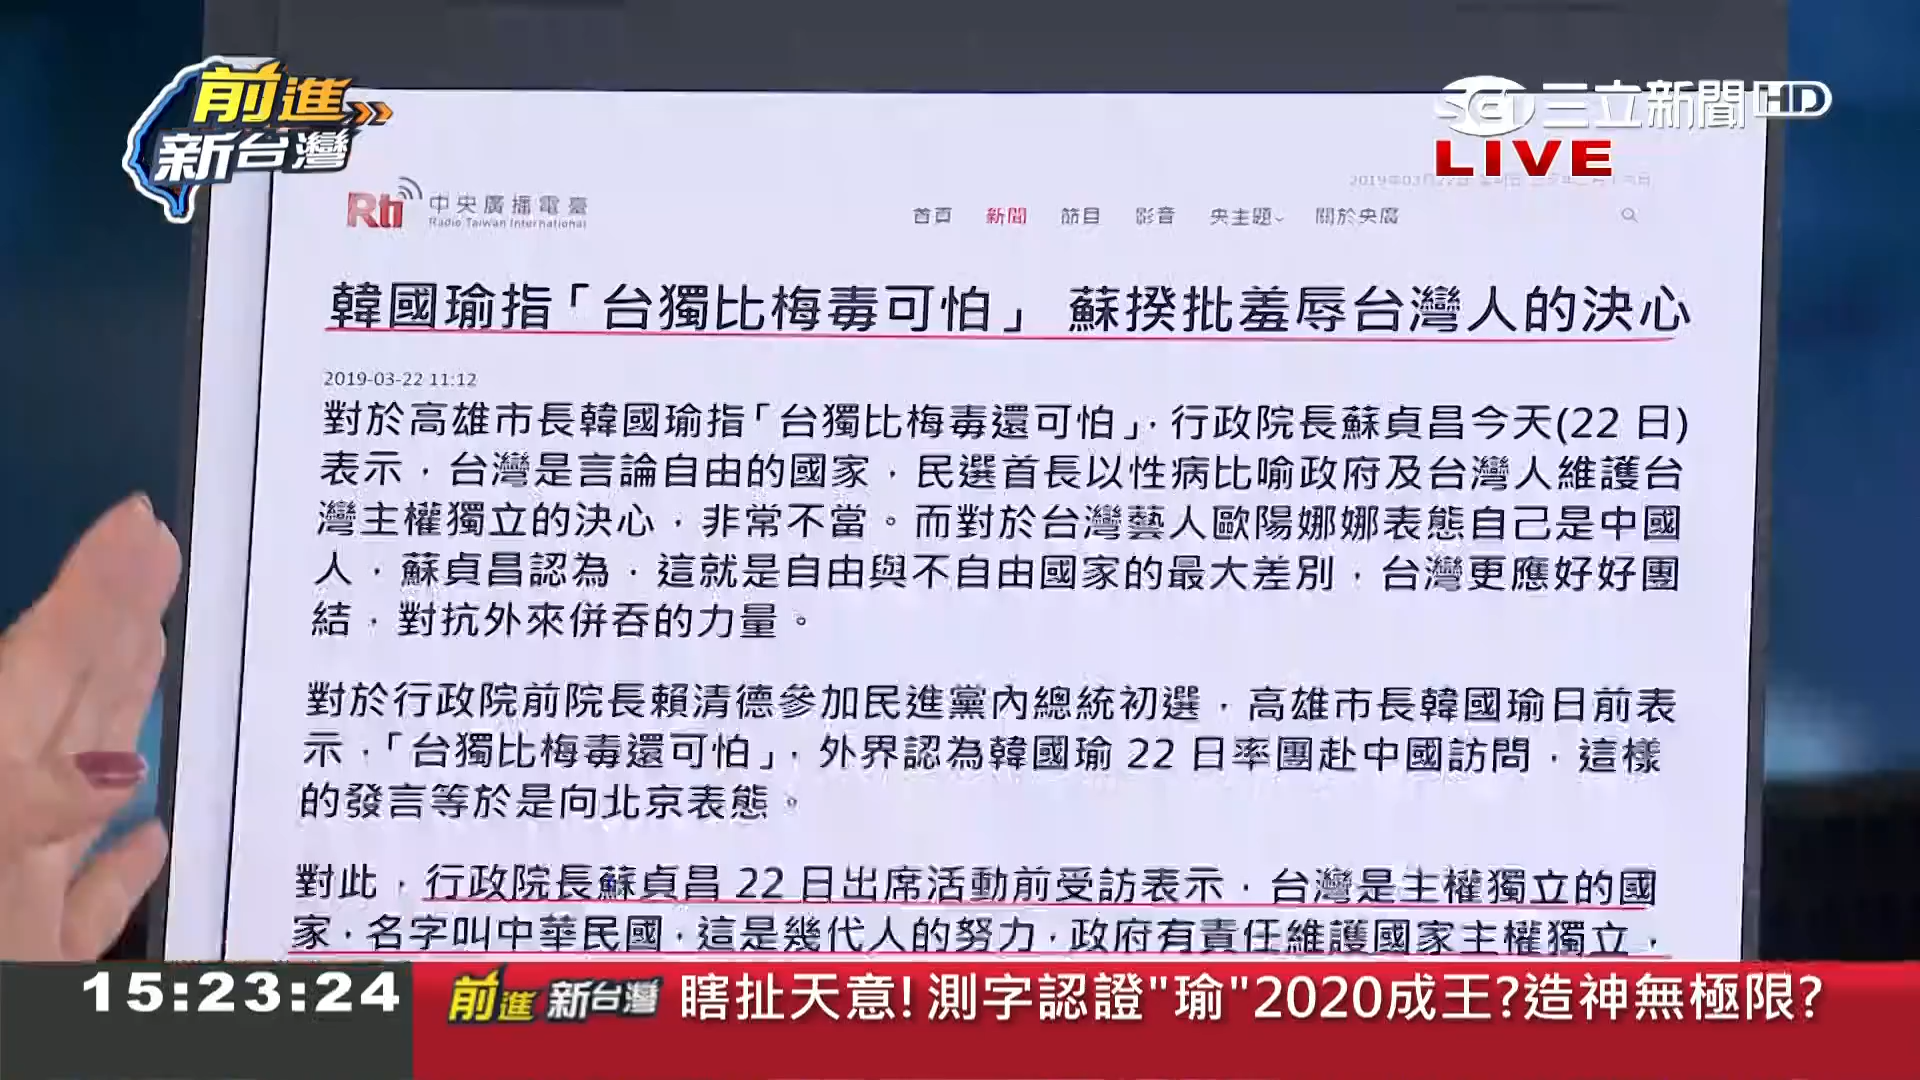 前進
新台灣
SET 三立新聞 HD
LIVE
Rti 中央廣播電臺
Radio Taiwan International
首頁 新聞 節目 影音 央主題 關於央廣
韓國瑜指「台獨比梅毒可怕」 蘇揆批羞辱台灣人的決心
2019-03-22 11:12
對於高雄市長韓國瑜指「台獨比梅毒還可怕」,行政院長蘇貞昌今天(22 日)
表示,台灣是言論自由的國家,民選首長以性病比喻政府及台灣人維護台
灣主權獨立的決心,非常不當。而對於台灣藝人歐陽娜娜表態自己是中國
人,蘇貞昌認為,這就是自由與不自由國家的最大差別,台灣更應好好團
結,對抗外來併吞的力量。
對於行政院前院長賴清德參加民進黨內總統初選,高雄市長韓國瑜日前表
示,「台獨比梅毒還可怕」,外界認為韓國瑜 22 日率團赴中國訪問,這樣
的發言等於是向北京表態。
對此,行政院長蘇貞昌 22 日出席活動前受訪表示,台灣是主權獨立的國
家,名字叫中華民國,這是幾代人的努力,政府有責任維護國家主權獨立,
15:23:24 前進新台灣 瞎扯天意!測字認證"瑜"2020成王?造神無極限?